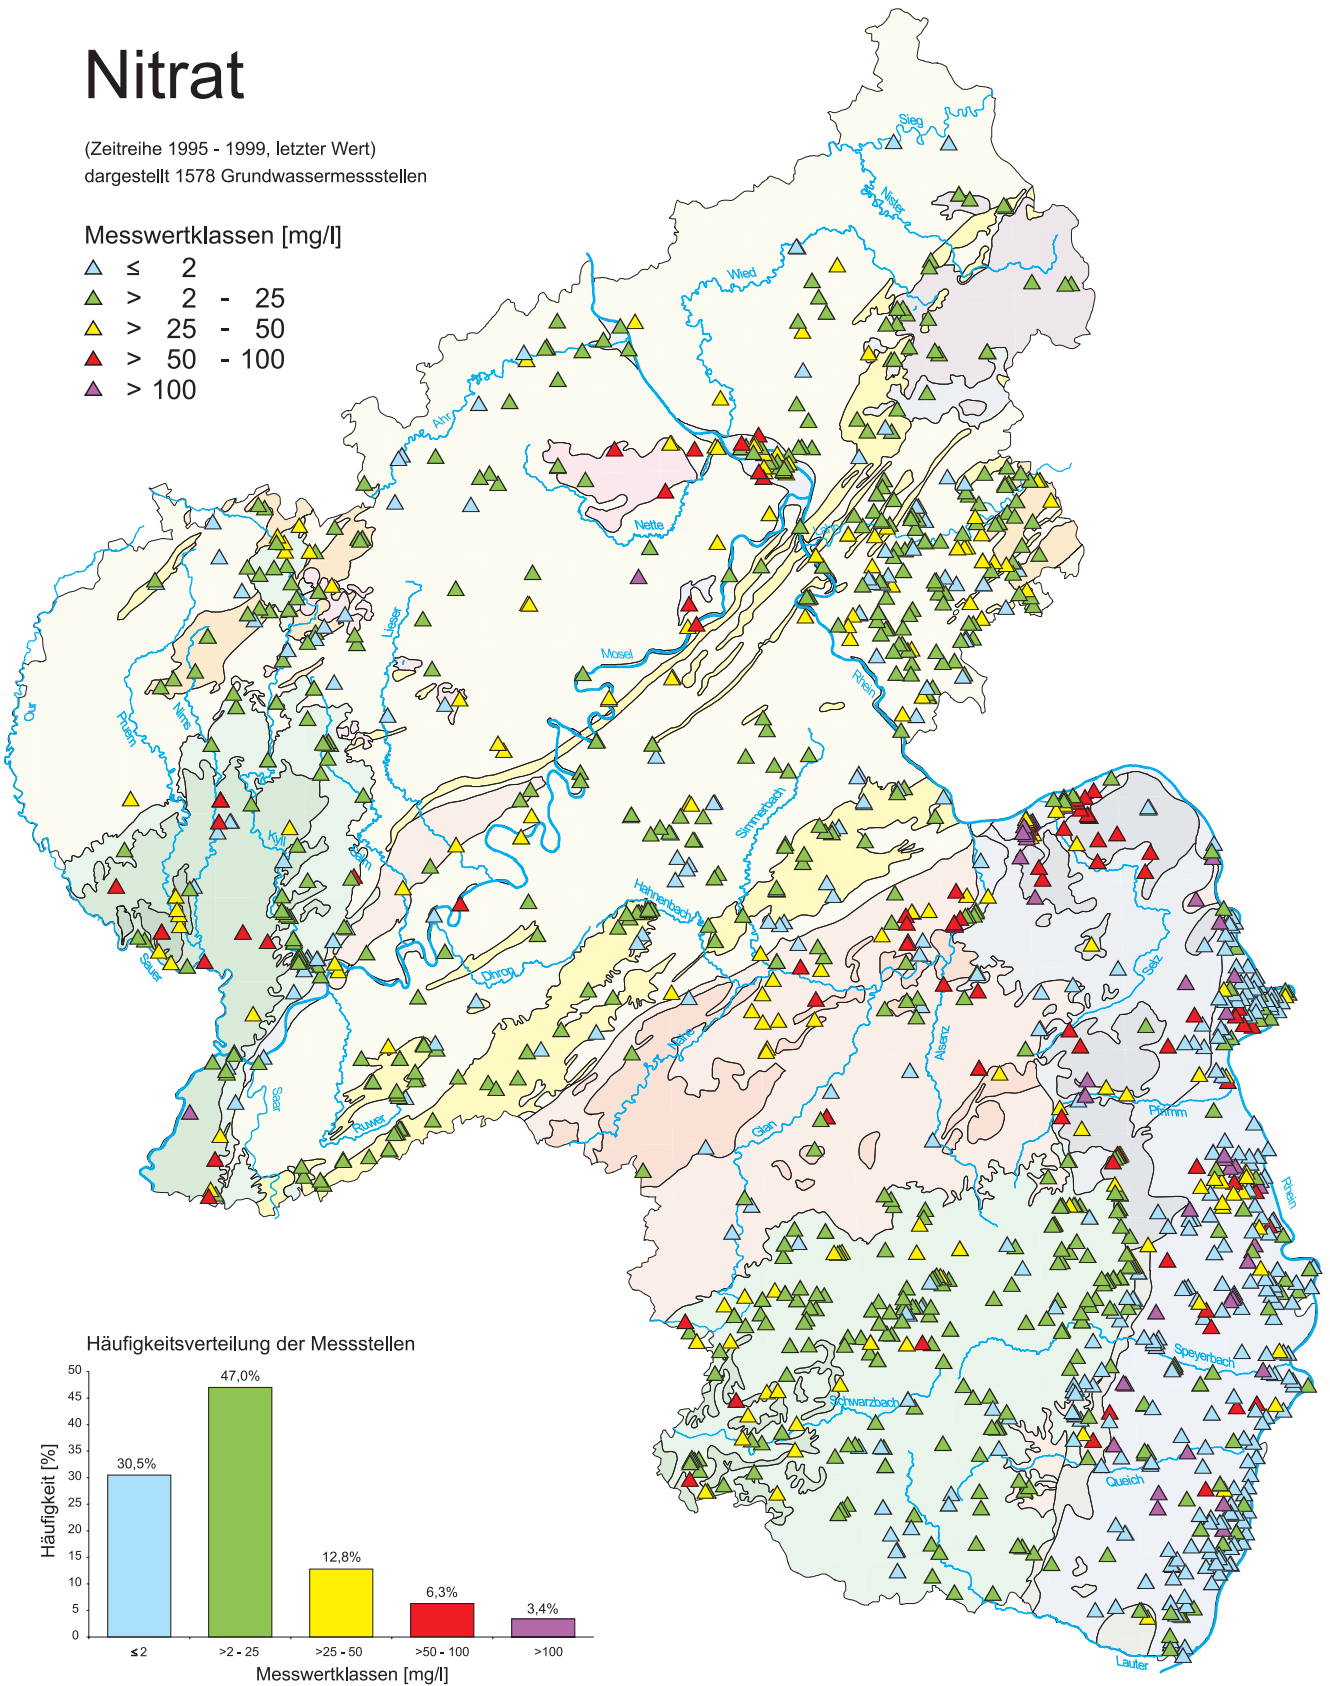 Nitrat
(Zeitreihe 1995 - 1999, letzter Wert)
dargestellt 1578 Grundwassermessstellen
Messwertklassen [mg/l]
≤ 2
> 2 - 25
> 25 - 50
> 50 - 100
> 100
Sieg
Nister
Wied
Ahr
Nette
Lahn
Lieser
Mosel
Rhein
Our
Pruem
Nims
Kyll
Salm
Simmerbach
Hahnenbach
Dhron
Sauer
Selz
Nahe
Alsenz
Saar
Ruwer
Glan
Pfrimm
Rhein
Speyerbach
Schwarzbach
Queich
Lauter
Häufigkeitsverteilung der Messstellen
Häufigkeit [%]
50
45
40
35
30
25
20
15
10
5
0
30,5%
47,0%
12,8%
6,3%
3,4%
≤ 2
>2 - 25
>25 - 50
>50 - 100
>100
Messwertklassen [mg/l]